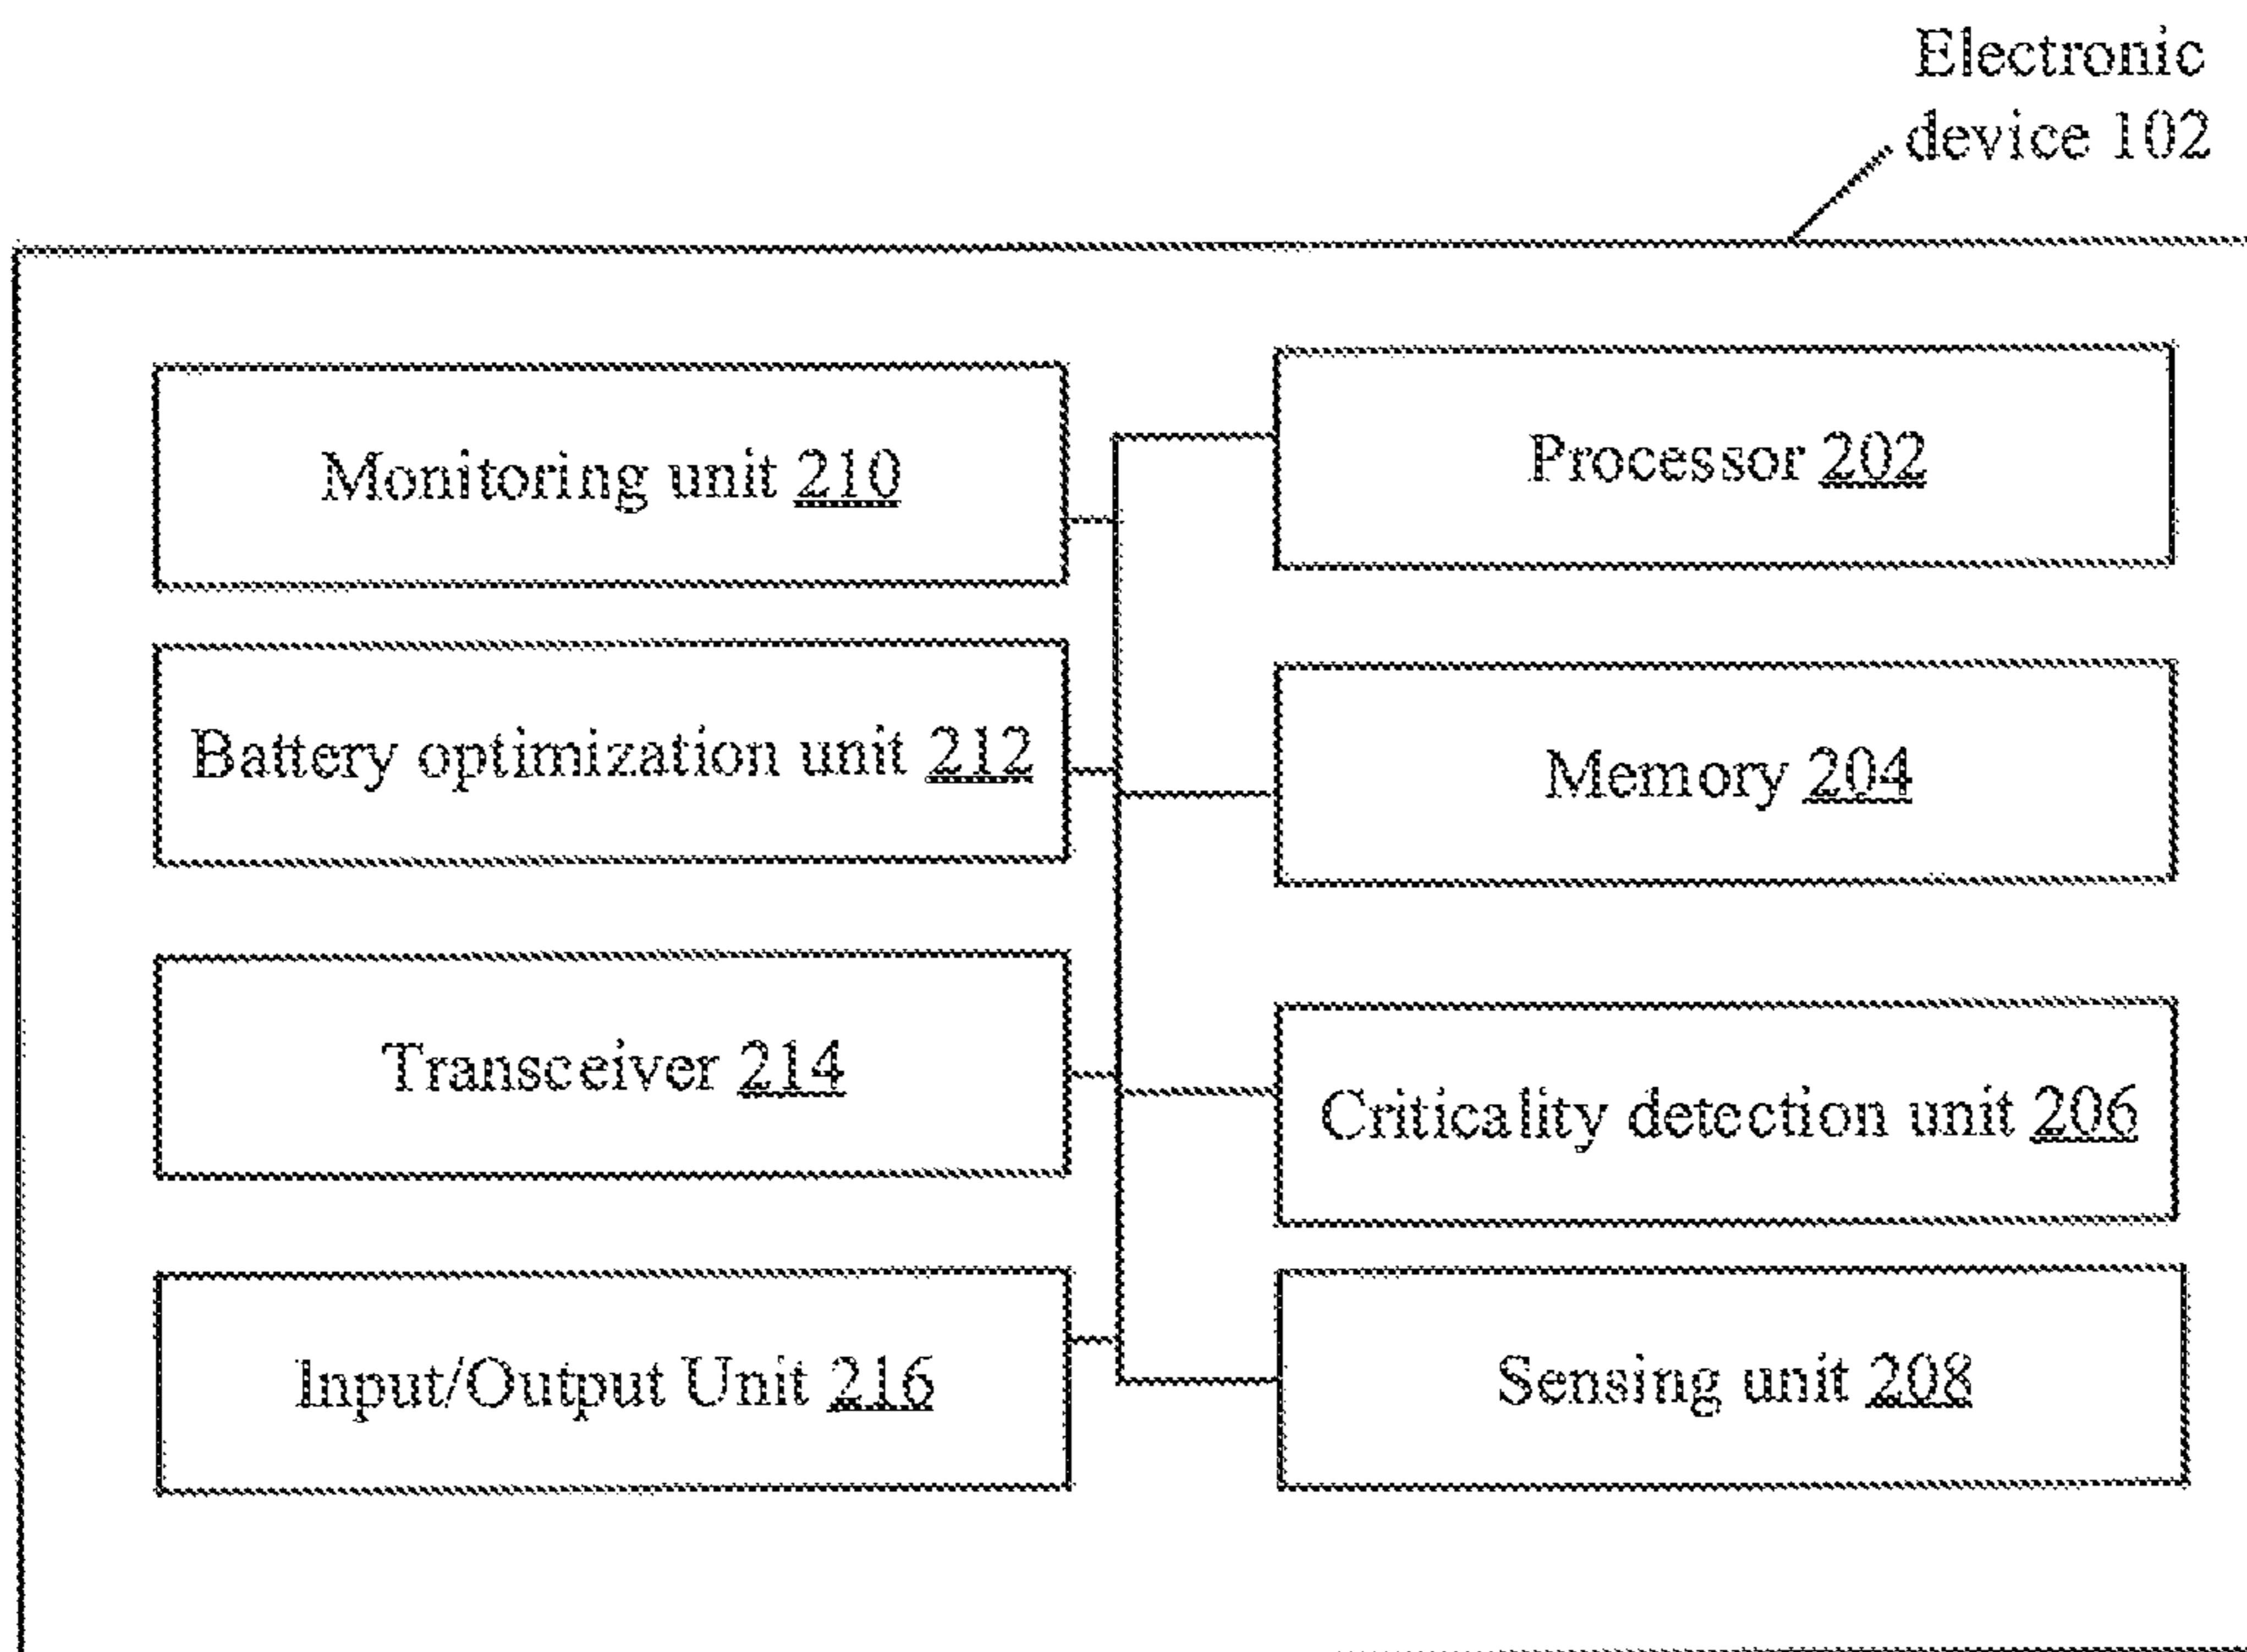 Electronic
device 102
Monitoring unit 210
Processor 202
Battery optimization unit 212
Memory 204
Transceiver 214
Criticality detection unit 206
Input/Output Unit 216
Sensing unit 208